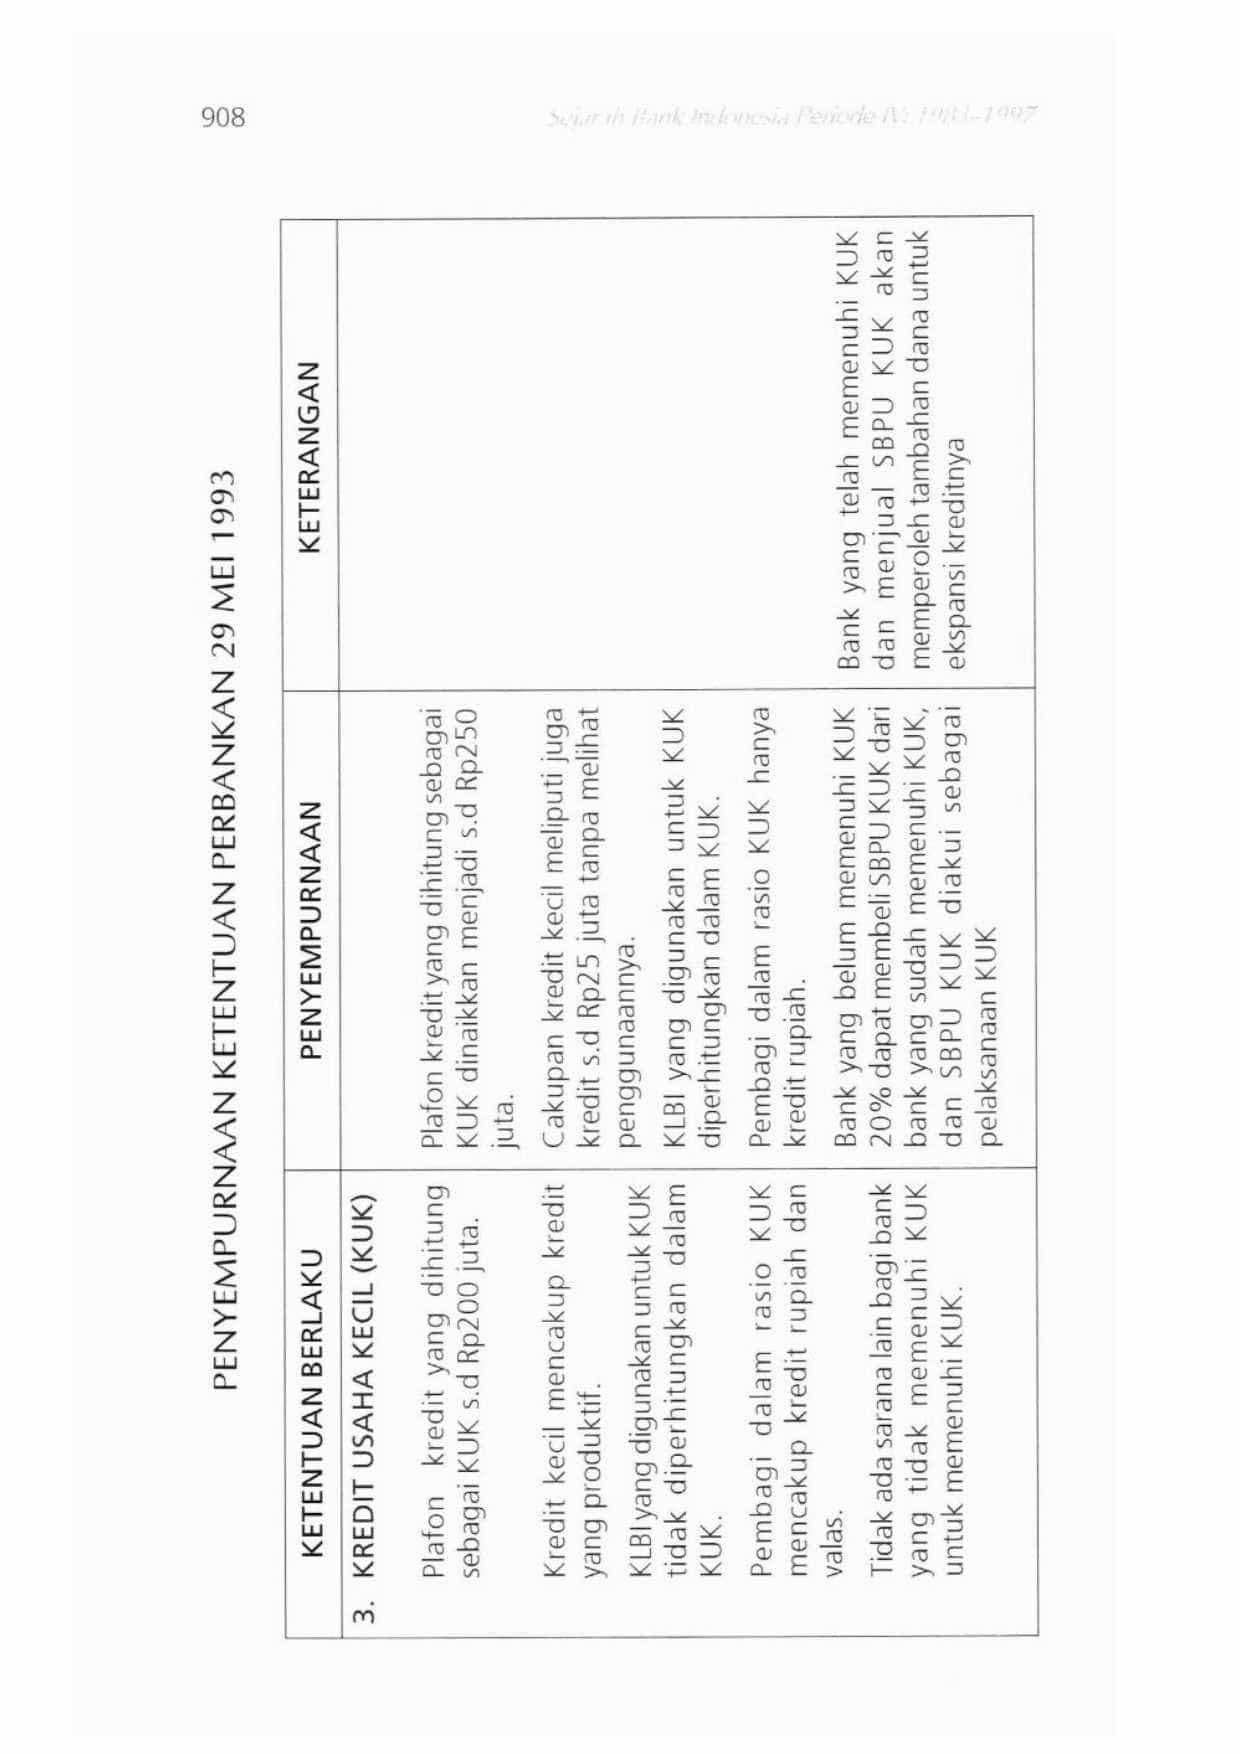 908
Sejarah Bank Indonesia Periode IV: 1983–1997
PENYEMPURNAAN KETENTUAN PERBANKAN 29 MEI 1993
KETENTUAN BERLAKU
3. KREDIT USAHA KECIL (KUK)
Plafon kredit yang dihitung
sebagai KUK s.d Rp200 juta.
Kredit kecil mencakup kredit
yang produktif.
KLBI yang digunakan untuk KUK
tidak diperhitungkan dalam
KUK.
Pembagi dalam rasio KUK
mencakup kredit rupiah dan
valas.
Tidak ada sarana lain bagi bank
yang tidak memenuhi KUK
untuk memenuhi KUK.
PENYEMPURNAAN
Plafon kredit yang dihitung sebagai
KUK dinaikkan menjadi s.d Rp250
juta.
Cakupan kredit kecil meliputi juga
kredit s.d Rp25 juta tanpa melihat
penggunaannya.
KLBI yang digunakan untuk KUK
diperhitungkan dalam KUK.
Pembagi dalam rasio KUK hanya
kredit rupiah.
Bank yang belum memenuhi KUK
20% dapat membeli SBPU KUK dari
bank yang sudah memenuhi KUK,
dan SBPU KUK diakui sebagai
pelaksanaan KUK
KETERANGAN
Bank yang telah memenuhi KUK
dan menjual SBPU KUK akan
memperoleh tambahan dana untuk
ekspansi kreditnya